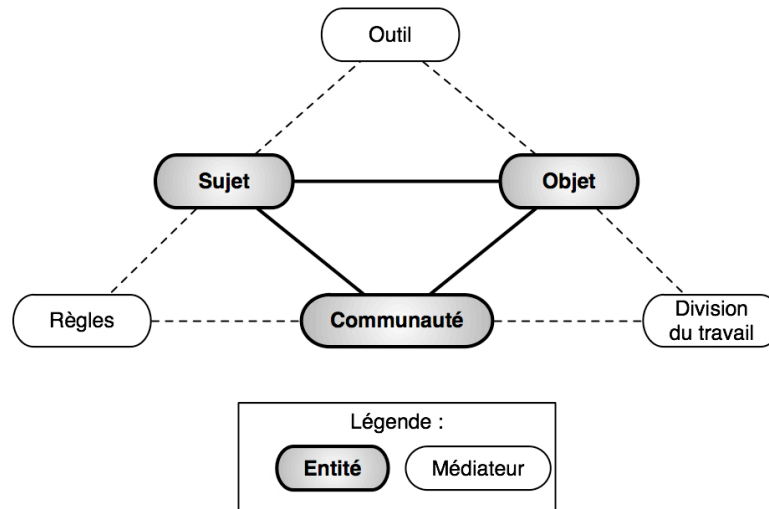 Outil
Sujet
Objet
Règles
Communauté
Division
du travail
Légende :
Entité
Médiateur